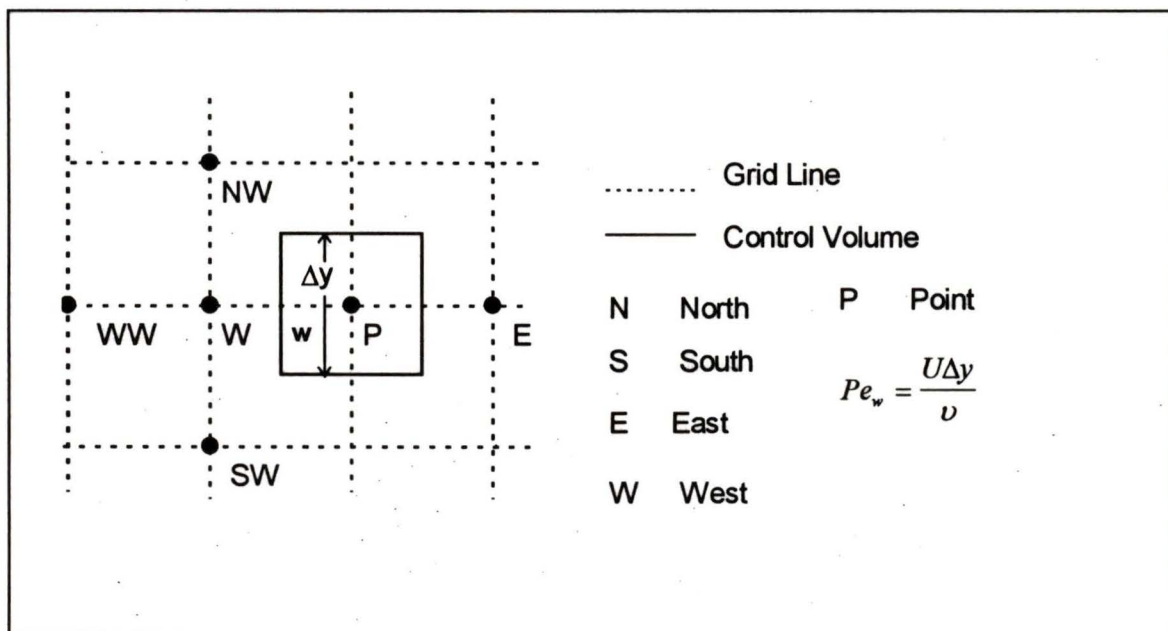 NW
Δy
WW W w P E
SW
Grid Line
Control Volume
N North
S South
E East
W West
P Point
Pe_w = UΔy / υ